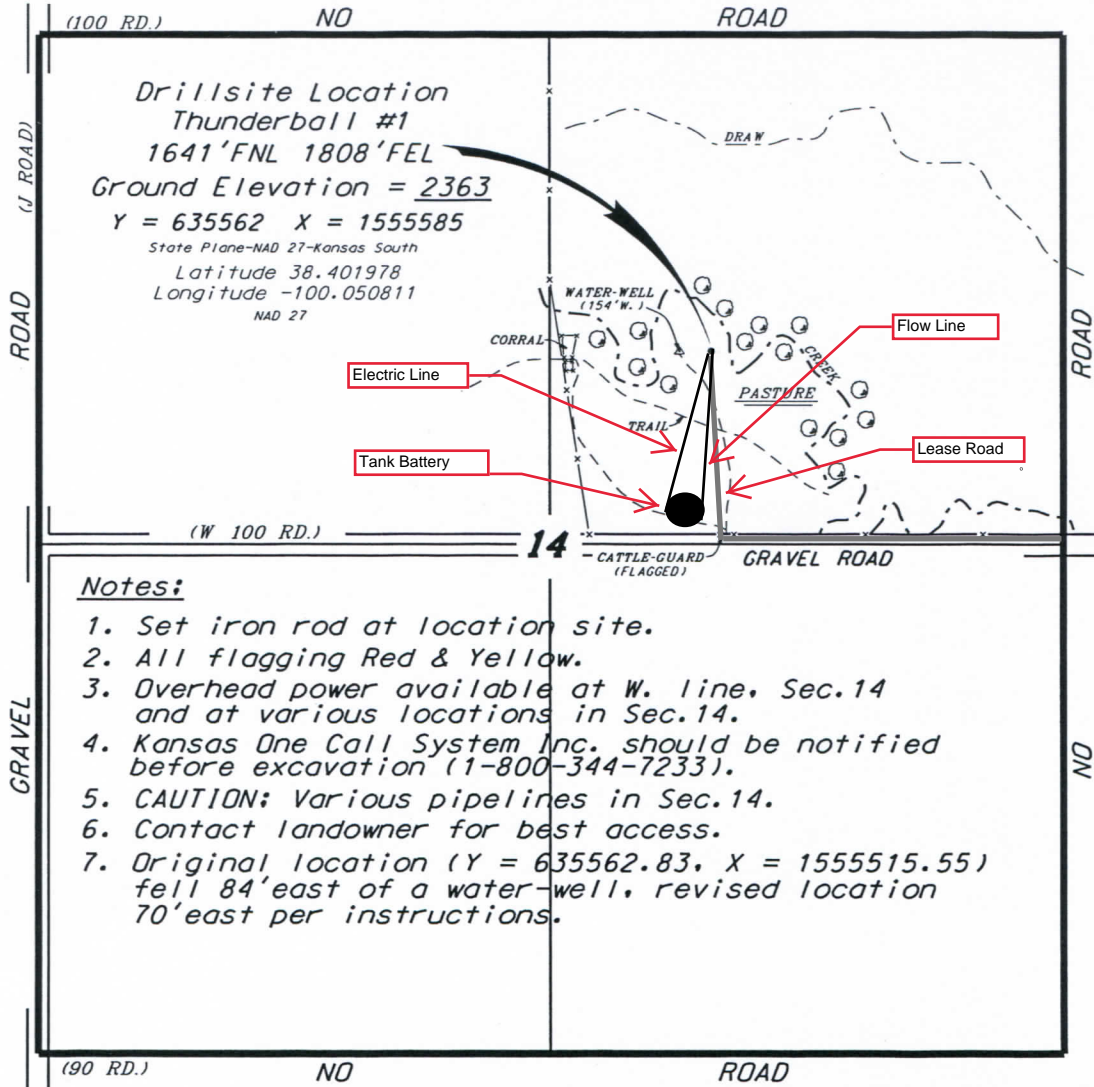 (100 RD.) NO ROAD
Drillsite Location
Thunderball #1
1641'FNL 1808'FEL
Ground Elevation = 2363
Y = 635562 X = 1555585
State Plane-NAD 27-Kansas South
Latitude 38.401978
Longitude -100.050811
NAD 27
(J ROAD)
ROAD
DRAW
WATER-WELL
(154'W.)
CORRAL
Flow Line
CREEK
ROAD
Electric Line
PASTURE
TRAIL
Tank Battery
Lease Road
(W 100 RD.)
14
CATTLE-GUARD
(FLAGGED)
GRAVEL ROAD
Notes:
1. Set iron rod at location site.
2. All flagging Red & Yellow.
3. Overhead power available at W. line, Sec.14
and at various locations in Sec.14.
4. Kansas One Call System Inc. should be notified
before excavation (1-800-344-7233).
5. CAUTION: Various pipelines in Sec.14.
6. Contact landowner for best access.
7. Original location (Y = 635562.83, X = 1555515.55)
fell 84'east of a water-well, revised location
70'east per instructions.
GRAVEL
NO
(90 RD.) NO ROAD